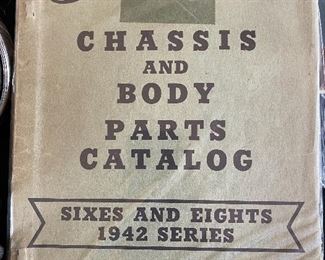 CHASSIS
AND
BODY
PARTS
CATALOG
SIXES AND EIGHTS
1942 SERIES